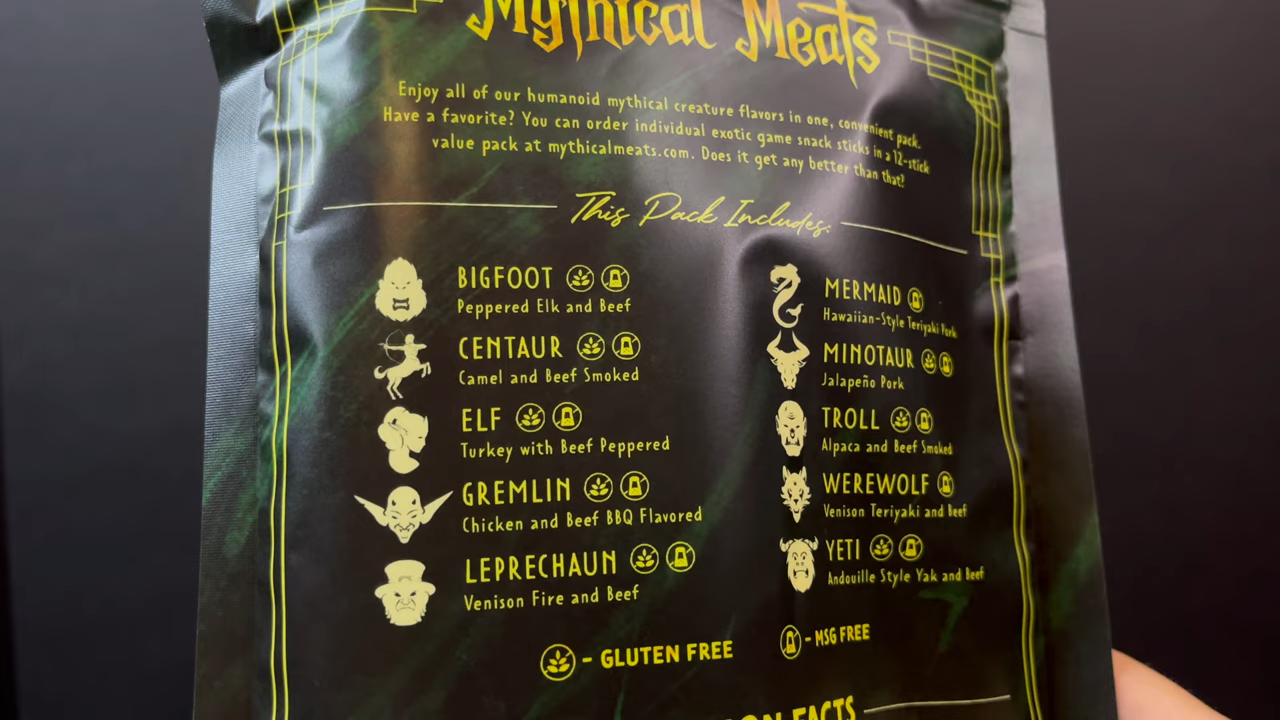 Mythical Meats
Enjoy all of our humanoid mythical creature flavors in one, convenient pack.
Have a favorite? You can order individual exotic game snack sticks in a 12-stick
value pack at mythicalmeats.com. Does it get any better than that?
This Pack Includes:
BIGFOOT
Peppered Elk and Beef
CENTAUR
Camel and Beef Smoked
ELF
Turkey with Beef Peppered
GREMLIN
Chicken and Beef BBQ Flavored
LEPRECHAUN
Venison Fire and Beef
MERMAID
Hawaiian-Style Teriyaki Pork
MINOTAUR
Jalapeño Pork
TROLL
Alpaca and Beef Smoked
WEREWOLF
Venison Teriyaki and Beef
YETI
Andouille Style Yak and Beef
- GLUTEN FREE
- MSG FREE
FACTS